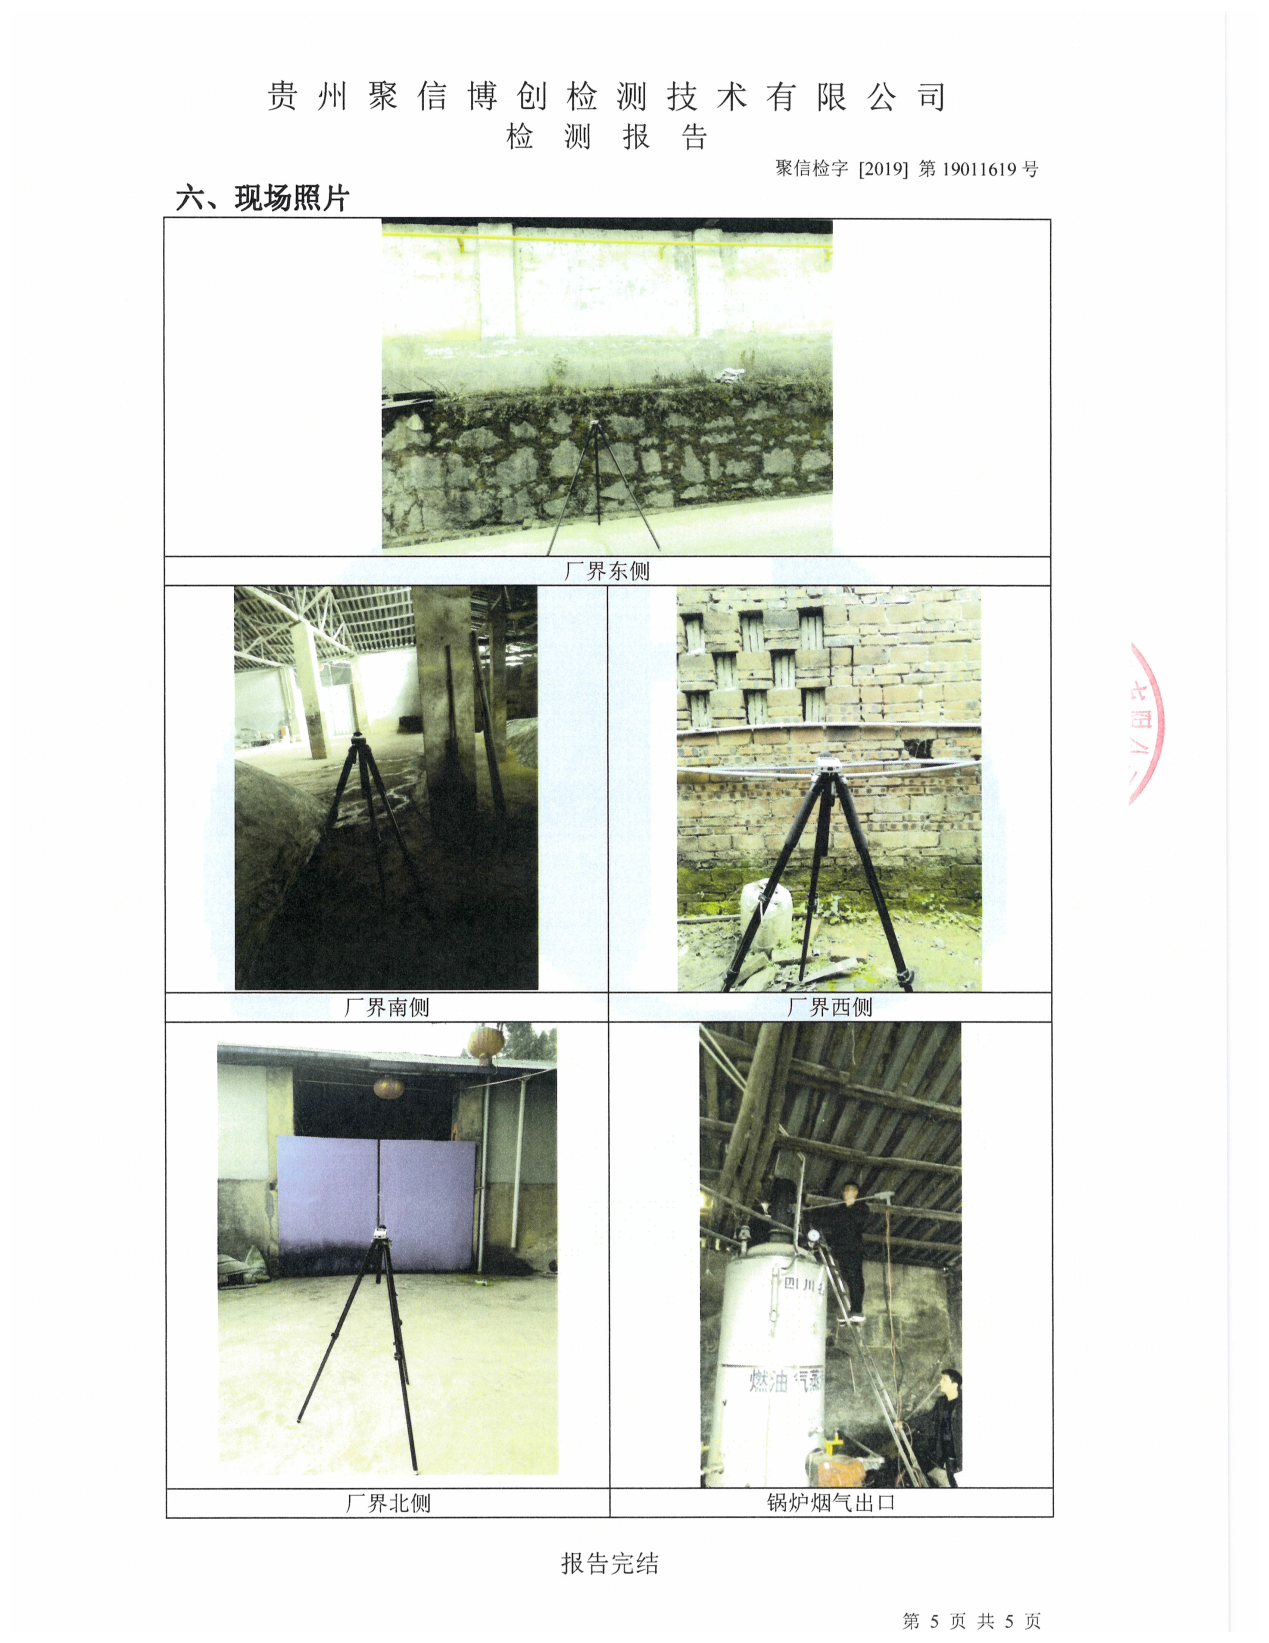 贵州聚信博创检测技术有限公司
检测报告
聚信检字 [2019] 第 19011619 号
六、现场照片
厂界东侧
厂界南侧
厂界西侧
四川
燃油气蒸
厂界北侧
锅炉烟气出口
报告完结
第 5 页 共 5 页